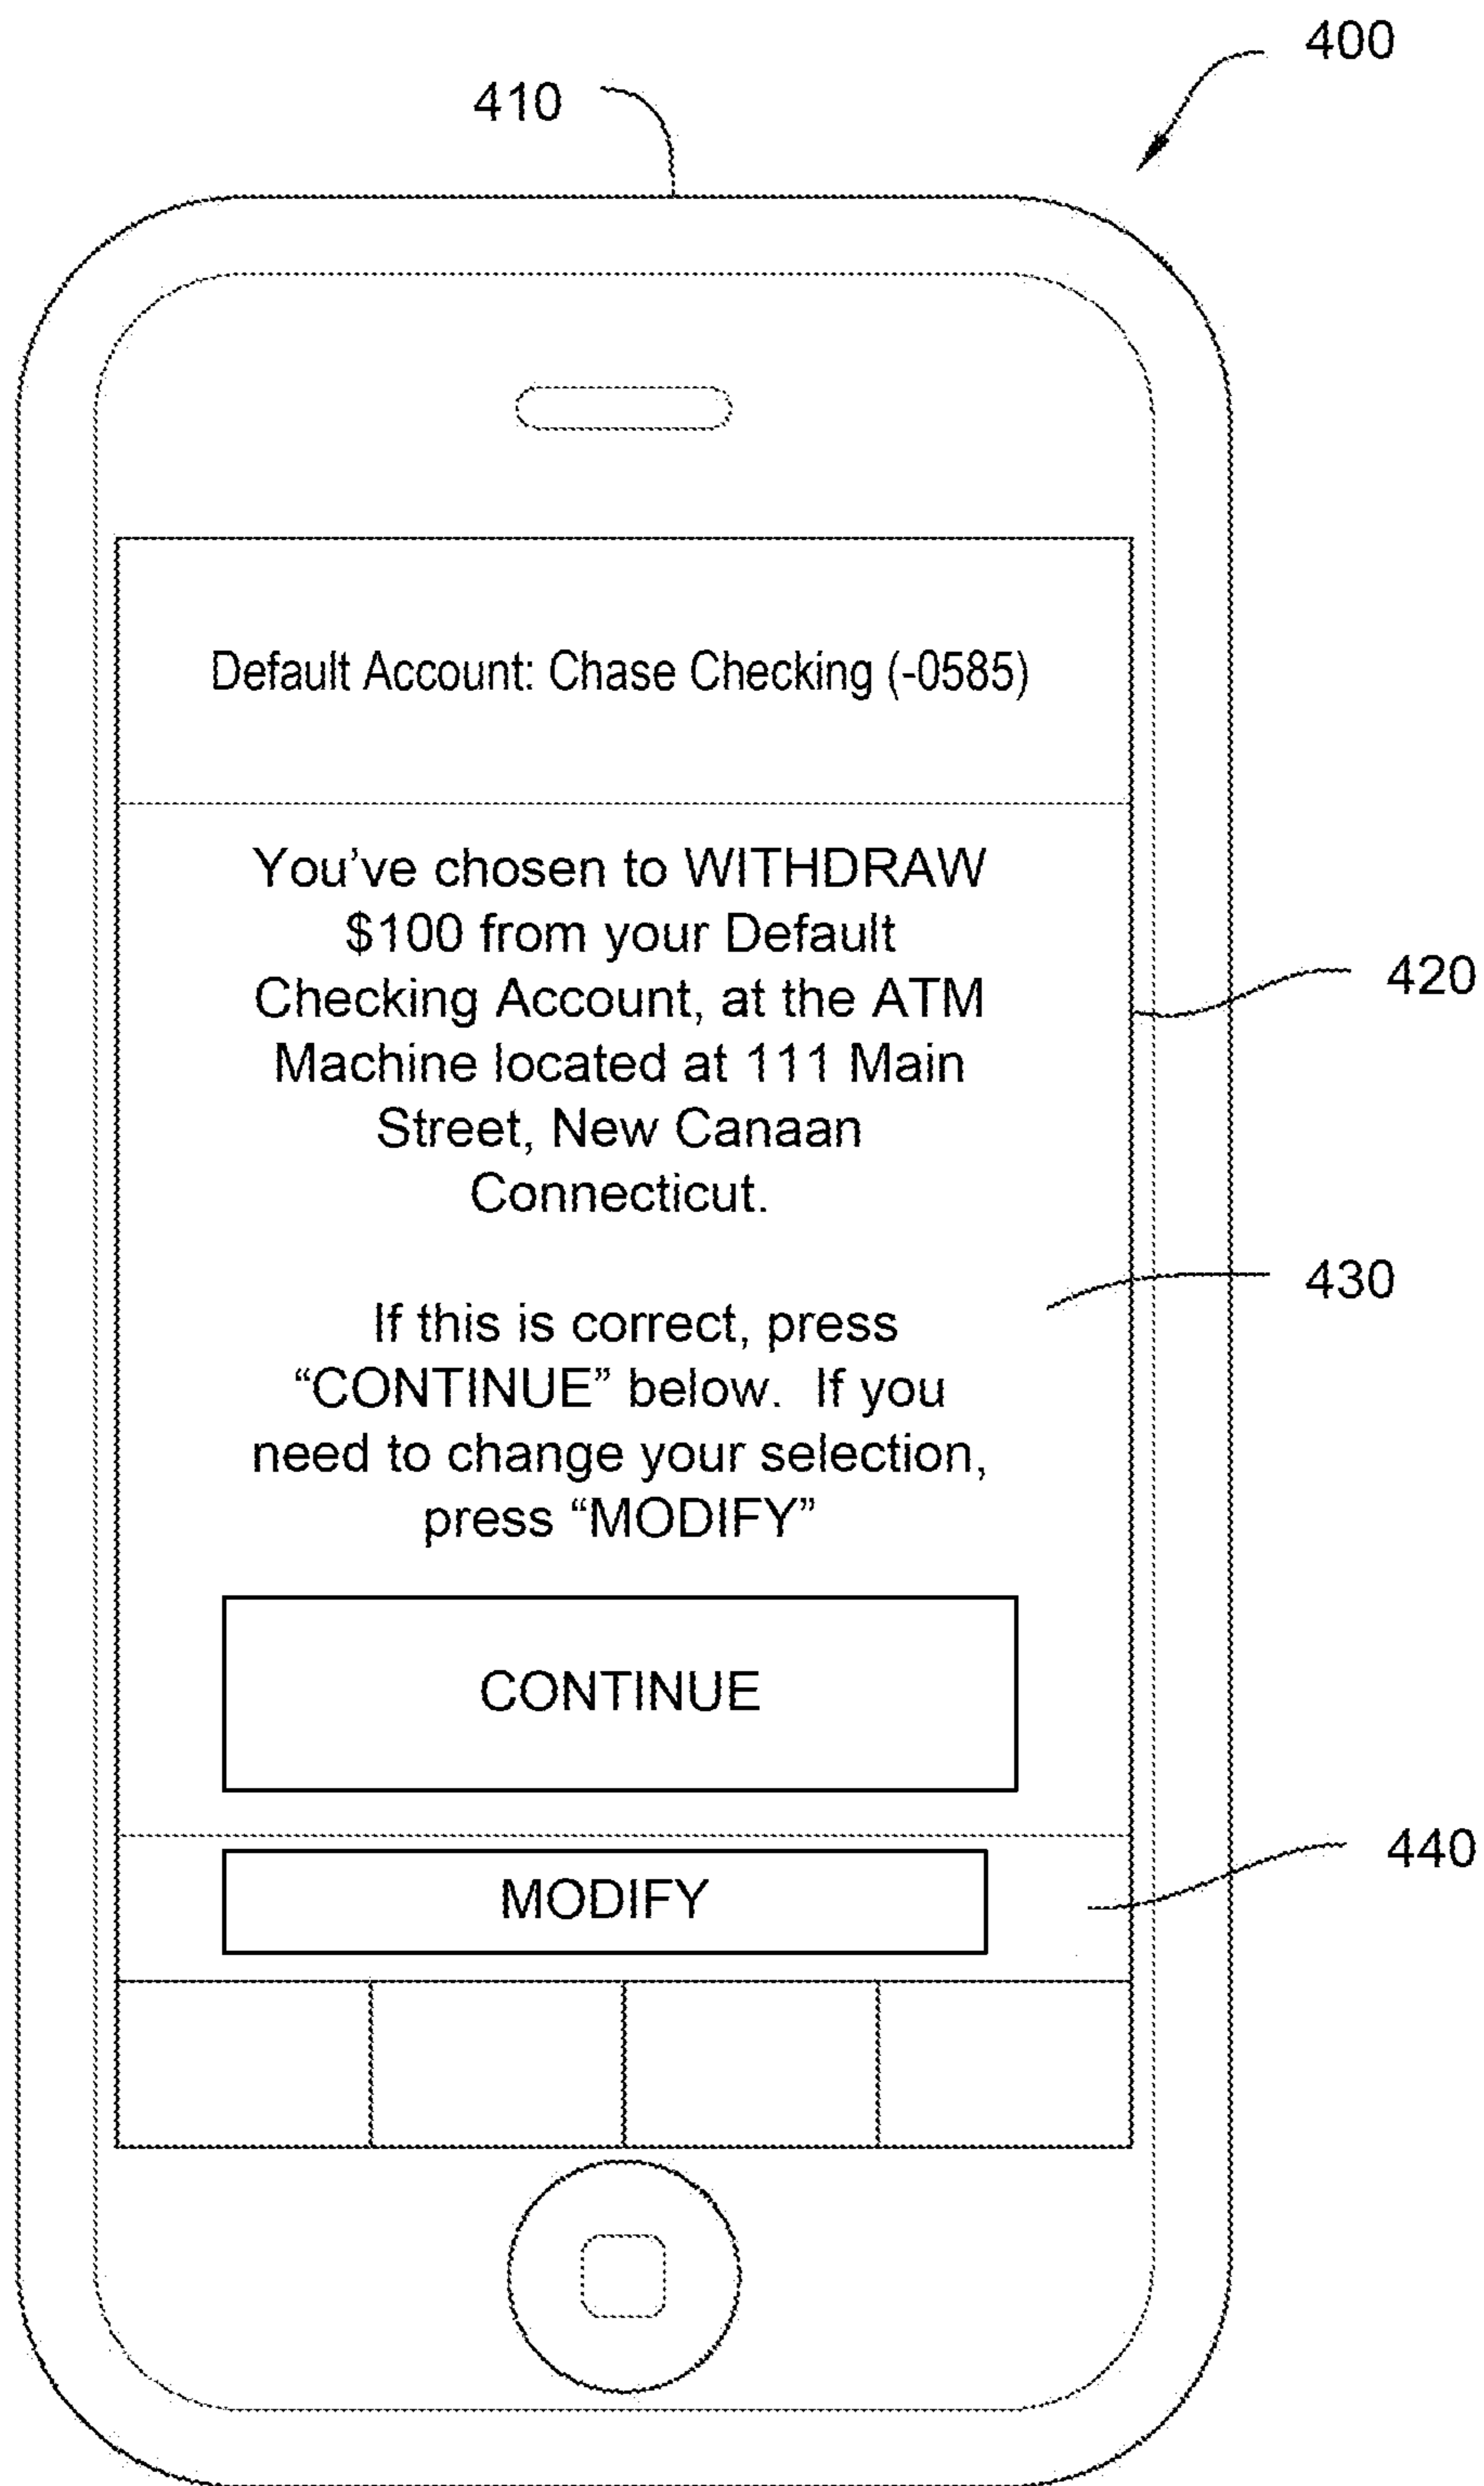 400
410
Default Account: Chase Checking (-0585)
You've chosen to WITHDRAW
$100 from your Default
Checking Account, at the ATM
Machine located at 111 Main
Street, New Canaan
Connecticut.
420
If this is correct, press
“CONTINUE” below.  If you
need to change your selection,
press “MODIFY”
430
CONTINUE
MODIFY
440